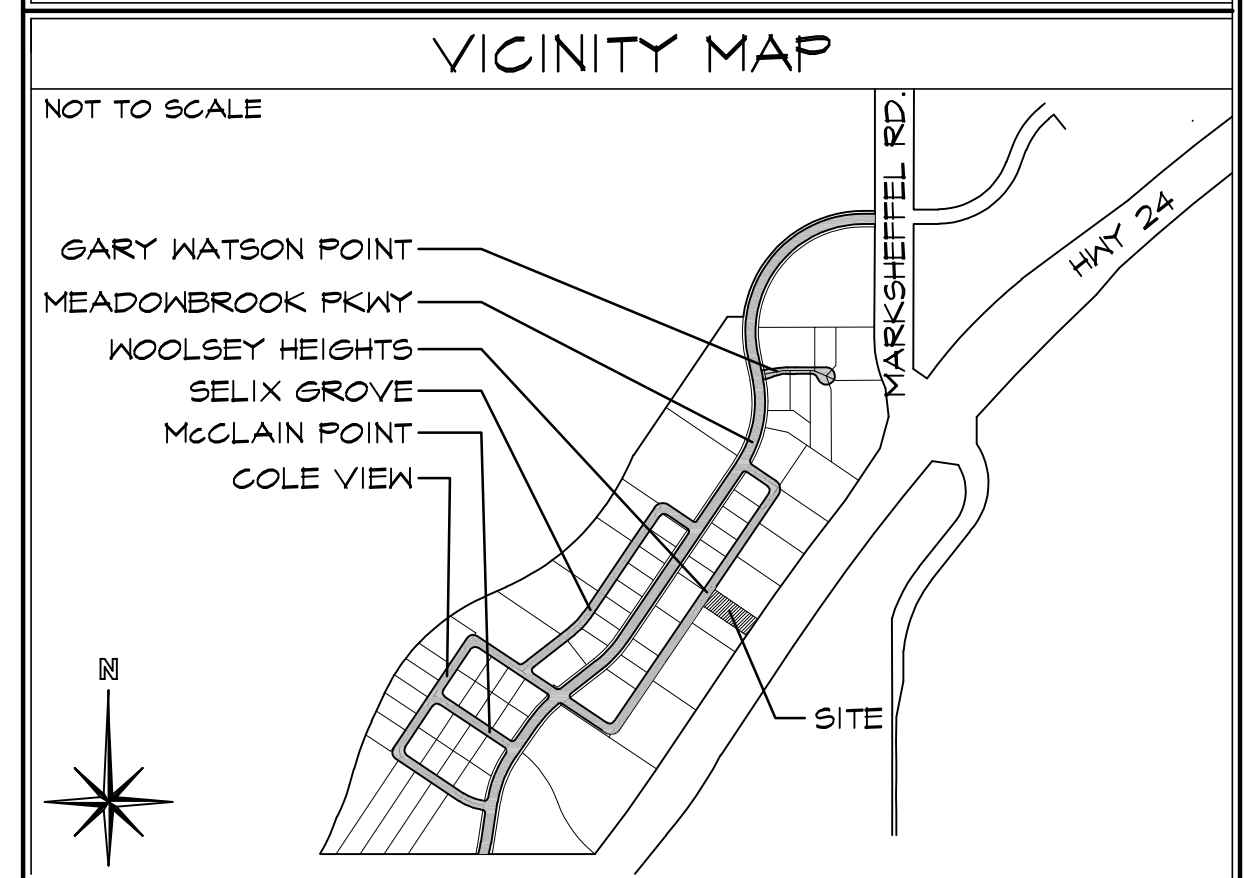 VICINITY MAP
NOT TO SCALE
MARKSHEFFEL RD.
HWY 24
GARY WATSON POINT
MEADOWBROOK PKWY
WOOLSEY HEIGHTS
SELIX GROVE
McCLAIN POINT
COLE VIEW
N
SITE